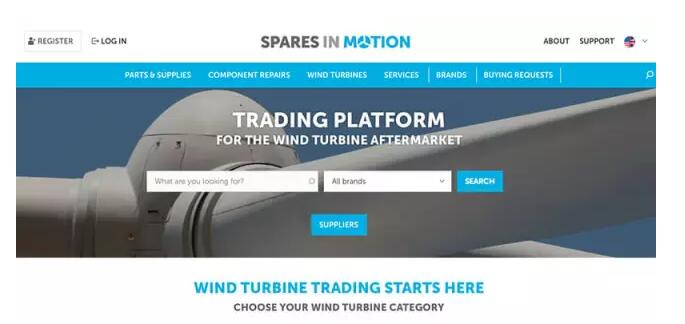 REGISTER LOG IN SPARES IN MOTION ABOUT SUPPORT
PARTS & SUPPLIES COMPONENT REPAIRS WIND TURBINES SERVICES BRANDS BUYING REQUESTS
TRADING PLATFORM
FOR THE WIND TURBINE AFTERMARKET
What are you looking for? All brands SEARCH
SUPPLIERS
WIND TURBINE TRADING STARTS HERE
CHOOSE YOUR WIND TURBINE CATEGORY